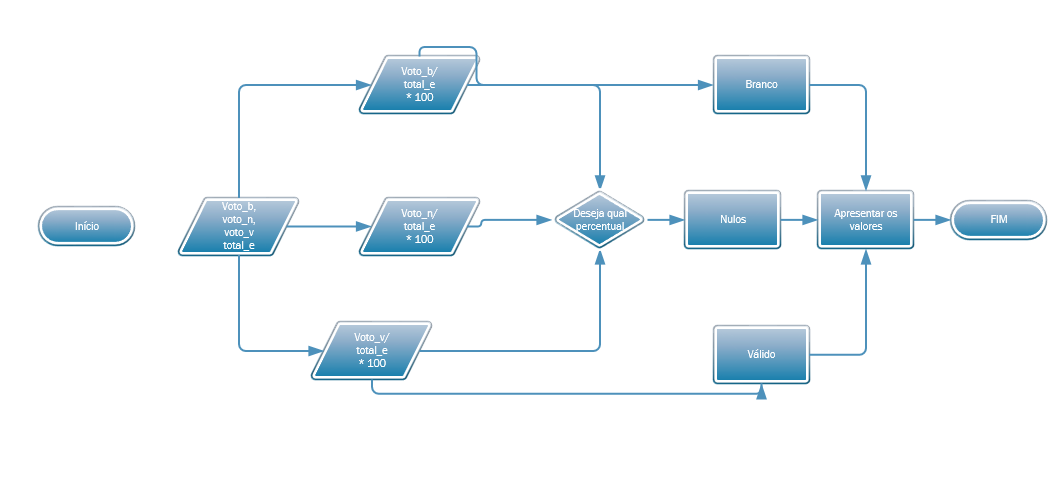 Início
Voto_b,
voto_n,
voto_v
total_e
Voto_b/
total_e
* 100
Voto_n/
total_e
* 100
Voto_v/
total_e
* 100
Deseja qual
percentual
Branco
Nulos
Válido
Apresentar os
valores
FIM